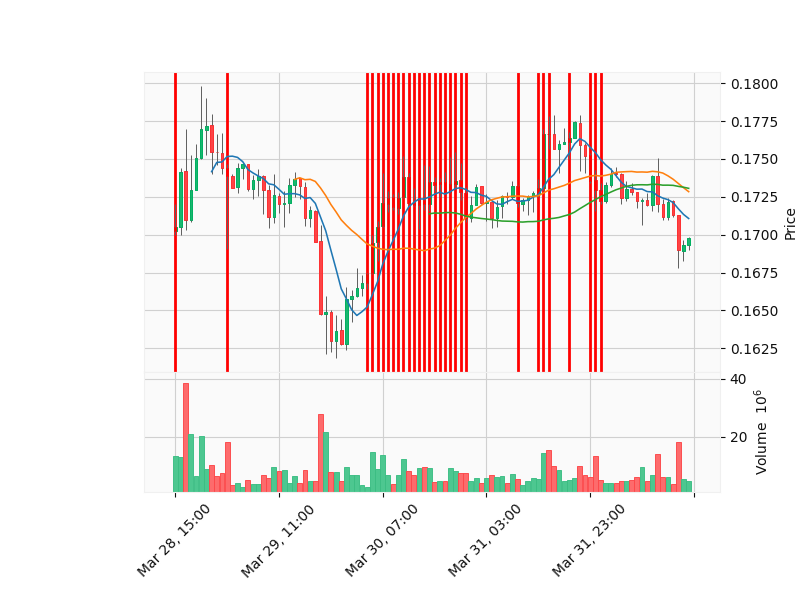 0.1800
0.1775
0.1750
0.1725
0.1700
0.1675
0.1650
0.1625
Price
40
20
Volume 10⁶
Mar 28, 15:00
Mar 29, 11:00
Mar 30, 07:00
Mar 31, 03:00
Mar 31, 23:00